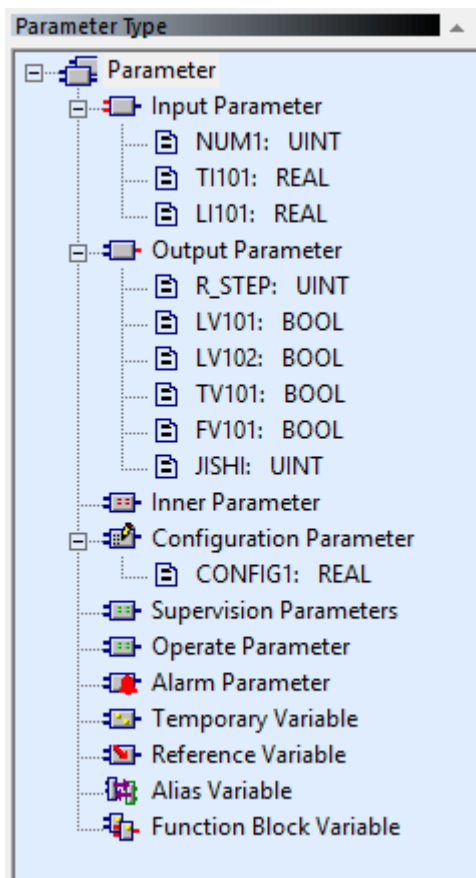 Parameter Type
Parameter
Input Parameter
NUM1: UINT
TI101: REAL
LI101: REAL
Output Parameter
R_STEP: UINT
LV101: BOOL
LV102: BOOL
TV101: BOOL
FV101: BOOL
JISHI: UINT
Inner Parameter
Configuration Parameter
CONFIG1: REAL
Supervision Parameters
Operate Parameter
Alarm Parameter
Temporary Variable
Reference Variable
Alias Variable
Function Block Variable